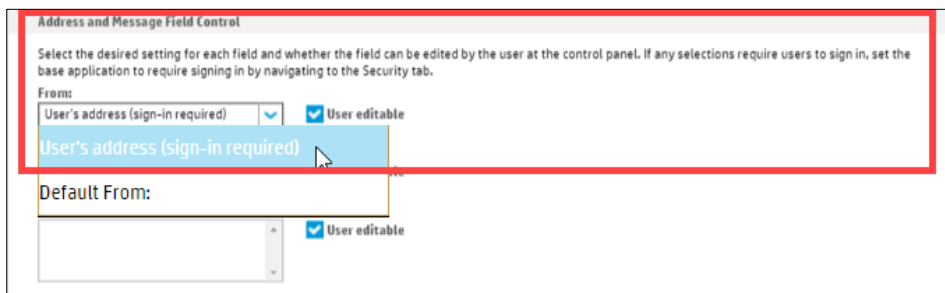 Address and Message Field Control
Select the desired setting for each field and whether the field can be edited by the user at the control panel. If any selections require users to sign in, set the
base application to require signing in by navigating to the Security tab.
From:
User's address (sign-in required)
User editable
User's address (sign-in required)
Default From:
User editable